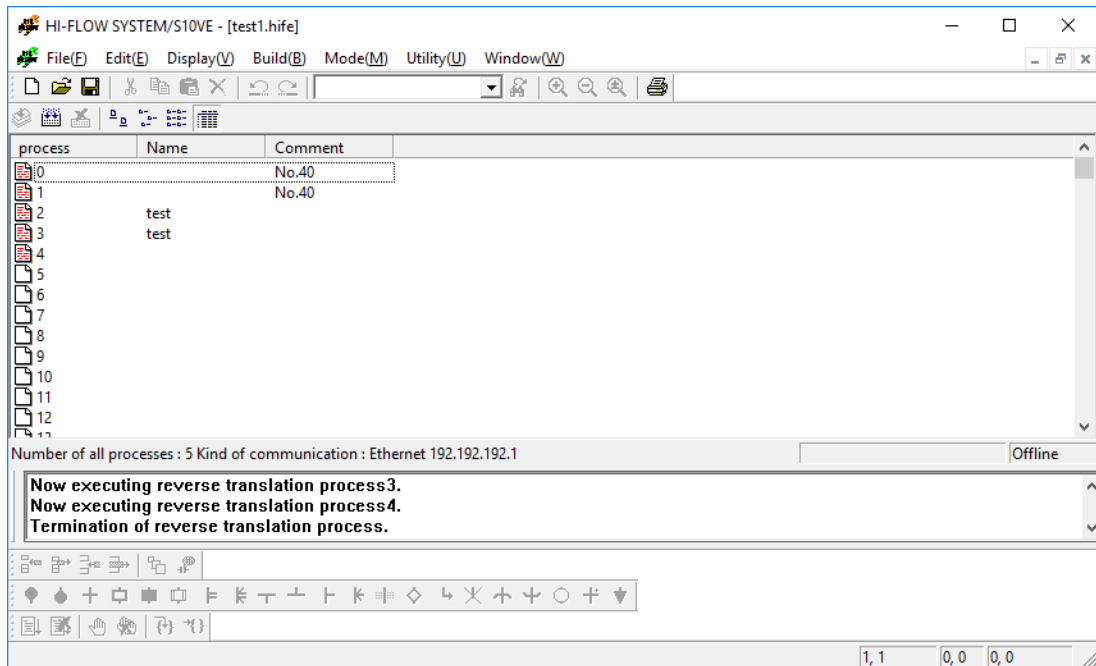 HI-FLOW SYSTEM/S10VE - [test1.hife]
File(F) Edit(E) Display(V) Build(B) Mode(M) Utility(U) Window(W)
process Name Comment
0 No.40
1 No.40
2 test
3 test
4
5
6
7
8
9
10
11
12
13
Number of all processes : 5 Kind of communication : Ethernet 192.192.192.1 Offline
Now executing reverse translation process3.
Now executing reverse translation process4.
Termination of reverse translation process.
1, 1 0, 0 0, 0